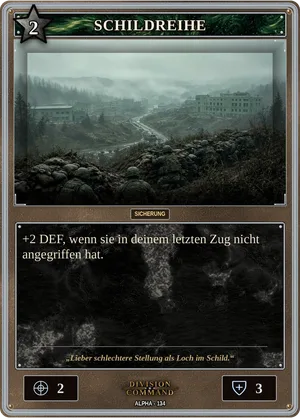 2
SCHILDREIHE
SICHERUNG
+2 DEF, wenn sie in deinem letzten Zug nicht
angegriffen hat.
„Lieber schlechtere Stellung als Loch im Schild.“
2
DIVISION
COMMAND
ALPHA · 134
3